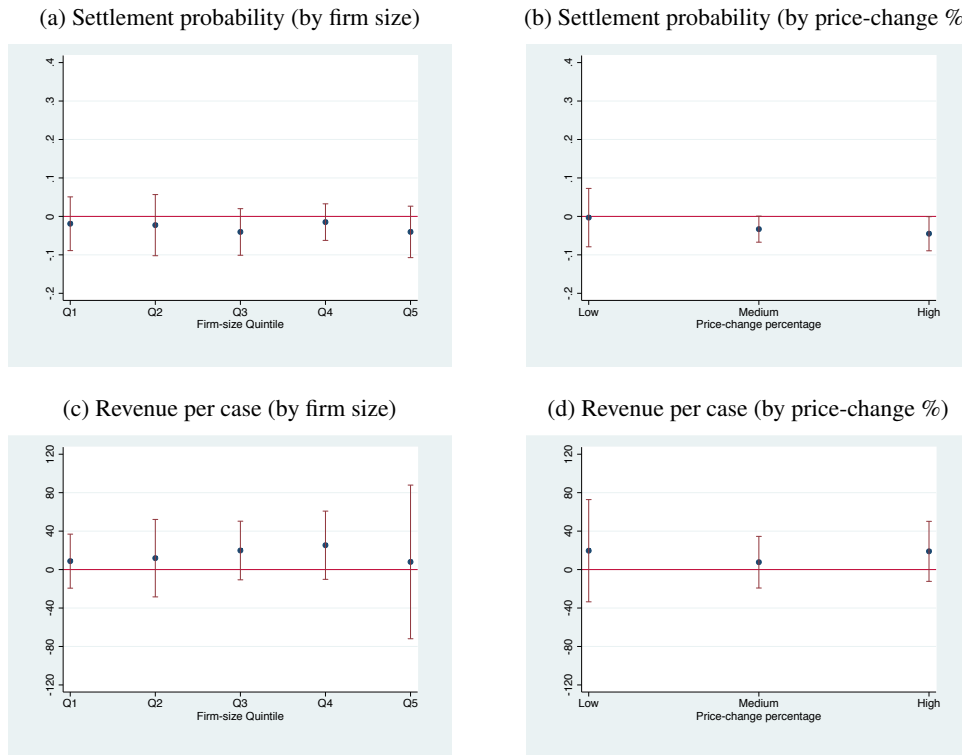 (a) Settlement probability (by firm size)
.4
.3
.2
.1
0
-.1
-.2
Q1 Q2 Q3 Q4 Q5
Firm-size Quintile
(b) Settlement probability (by price-change %
.4
.3
.2
.1
0
-.1
-.2
Low Medium High
Price-change percentage
(c) Revenue per case (by firm size)
120
80
40
0
-40
-80
-120
Q1 Q2 Q3 Q4 Q5
Firm-size Quintile
(d) Revenue per case (by price-change %)
120
80
40
0
-40
-80
-120
Low Medium High
Price-change percentage